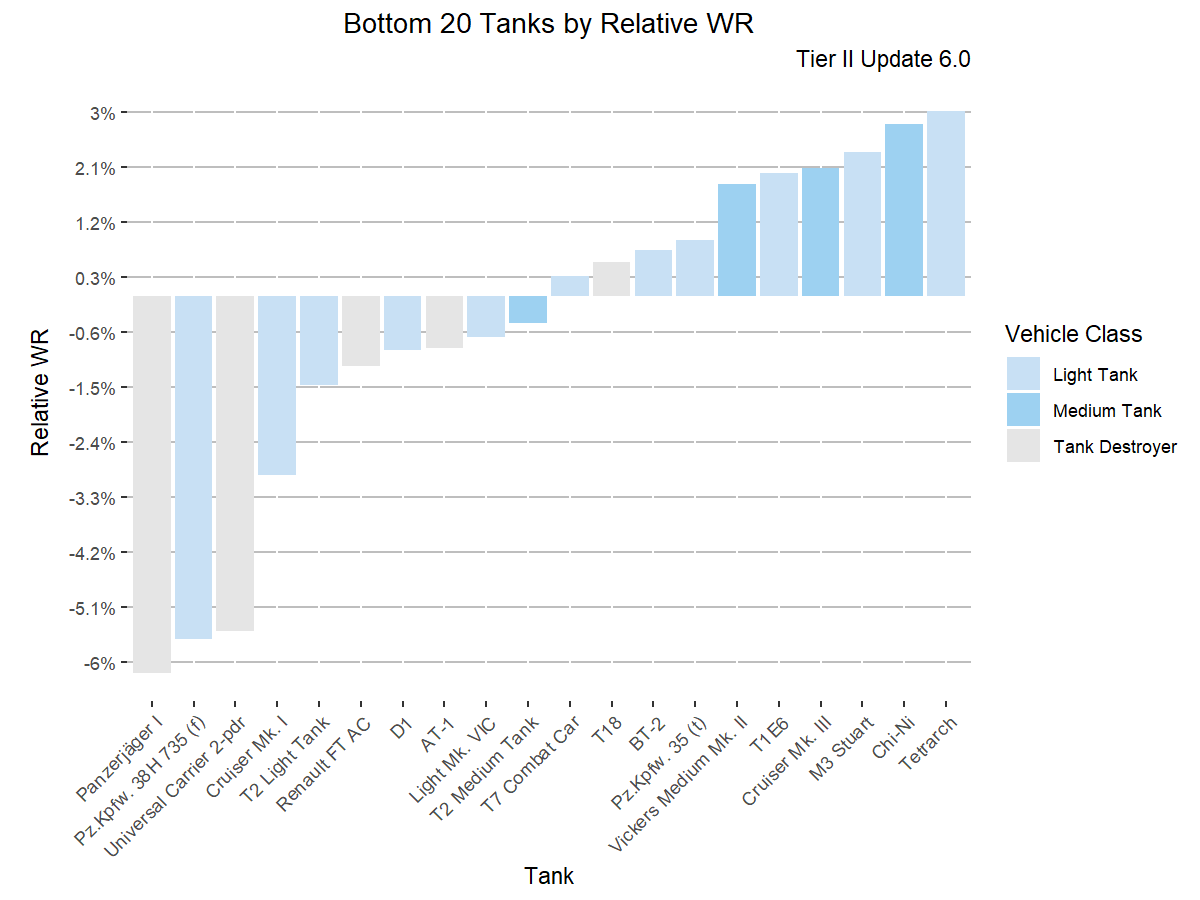 Bottom 20 Tanks by Relative WR
Tier II Update 6.0
3%
2.1%
1.2%
0.3%
-0.6%
-1.5%
-2.4%
-3.3%
-4.2%
-5.1%
-6%
Relative WR
Panzerjäger I
Pz.Kpfw. 38H 735 (f)
Universal Carrier 2-pdr
Cruiser Mk. I
T2 Light Tank
Renault FT AC
D1
AT-1
Light Mk. VIC
T2 Medium Tank
T7 Combat Car
T18
BT-2
Pz.Kpfw. 35 (t)
Vickers Medium Mk. II
T1E6
Cruiser Mk. III
M3 Stuart
Chi-Ni
Tetrarch
Tank
Vehicle Class
Light Tank
Medium Tank
Tank Destroyer